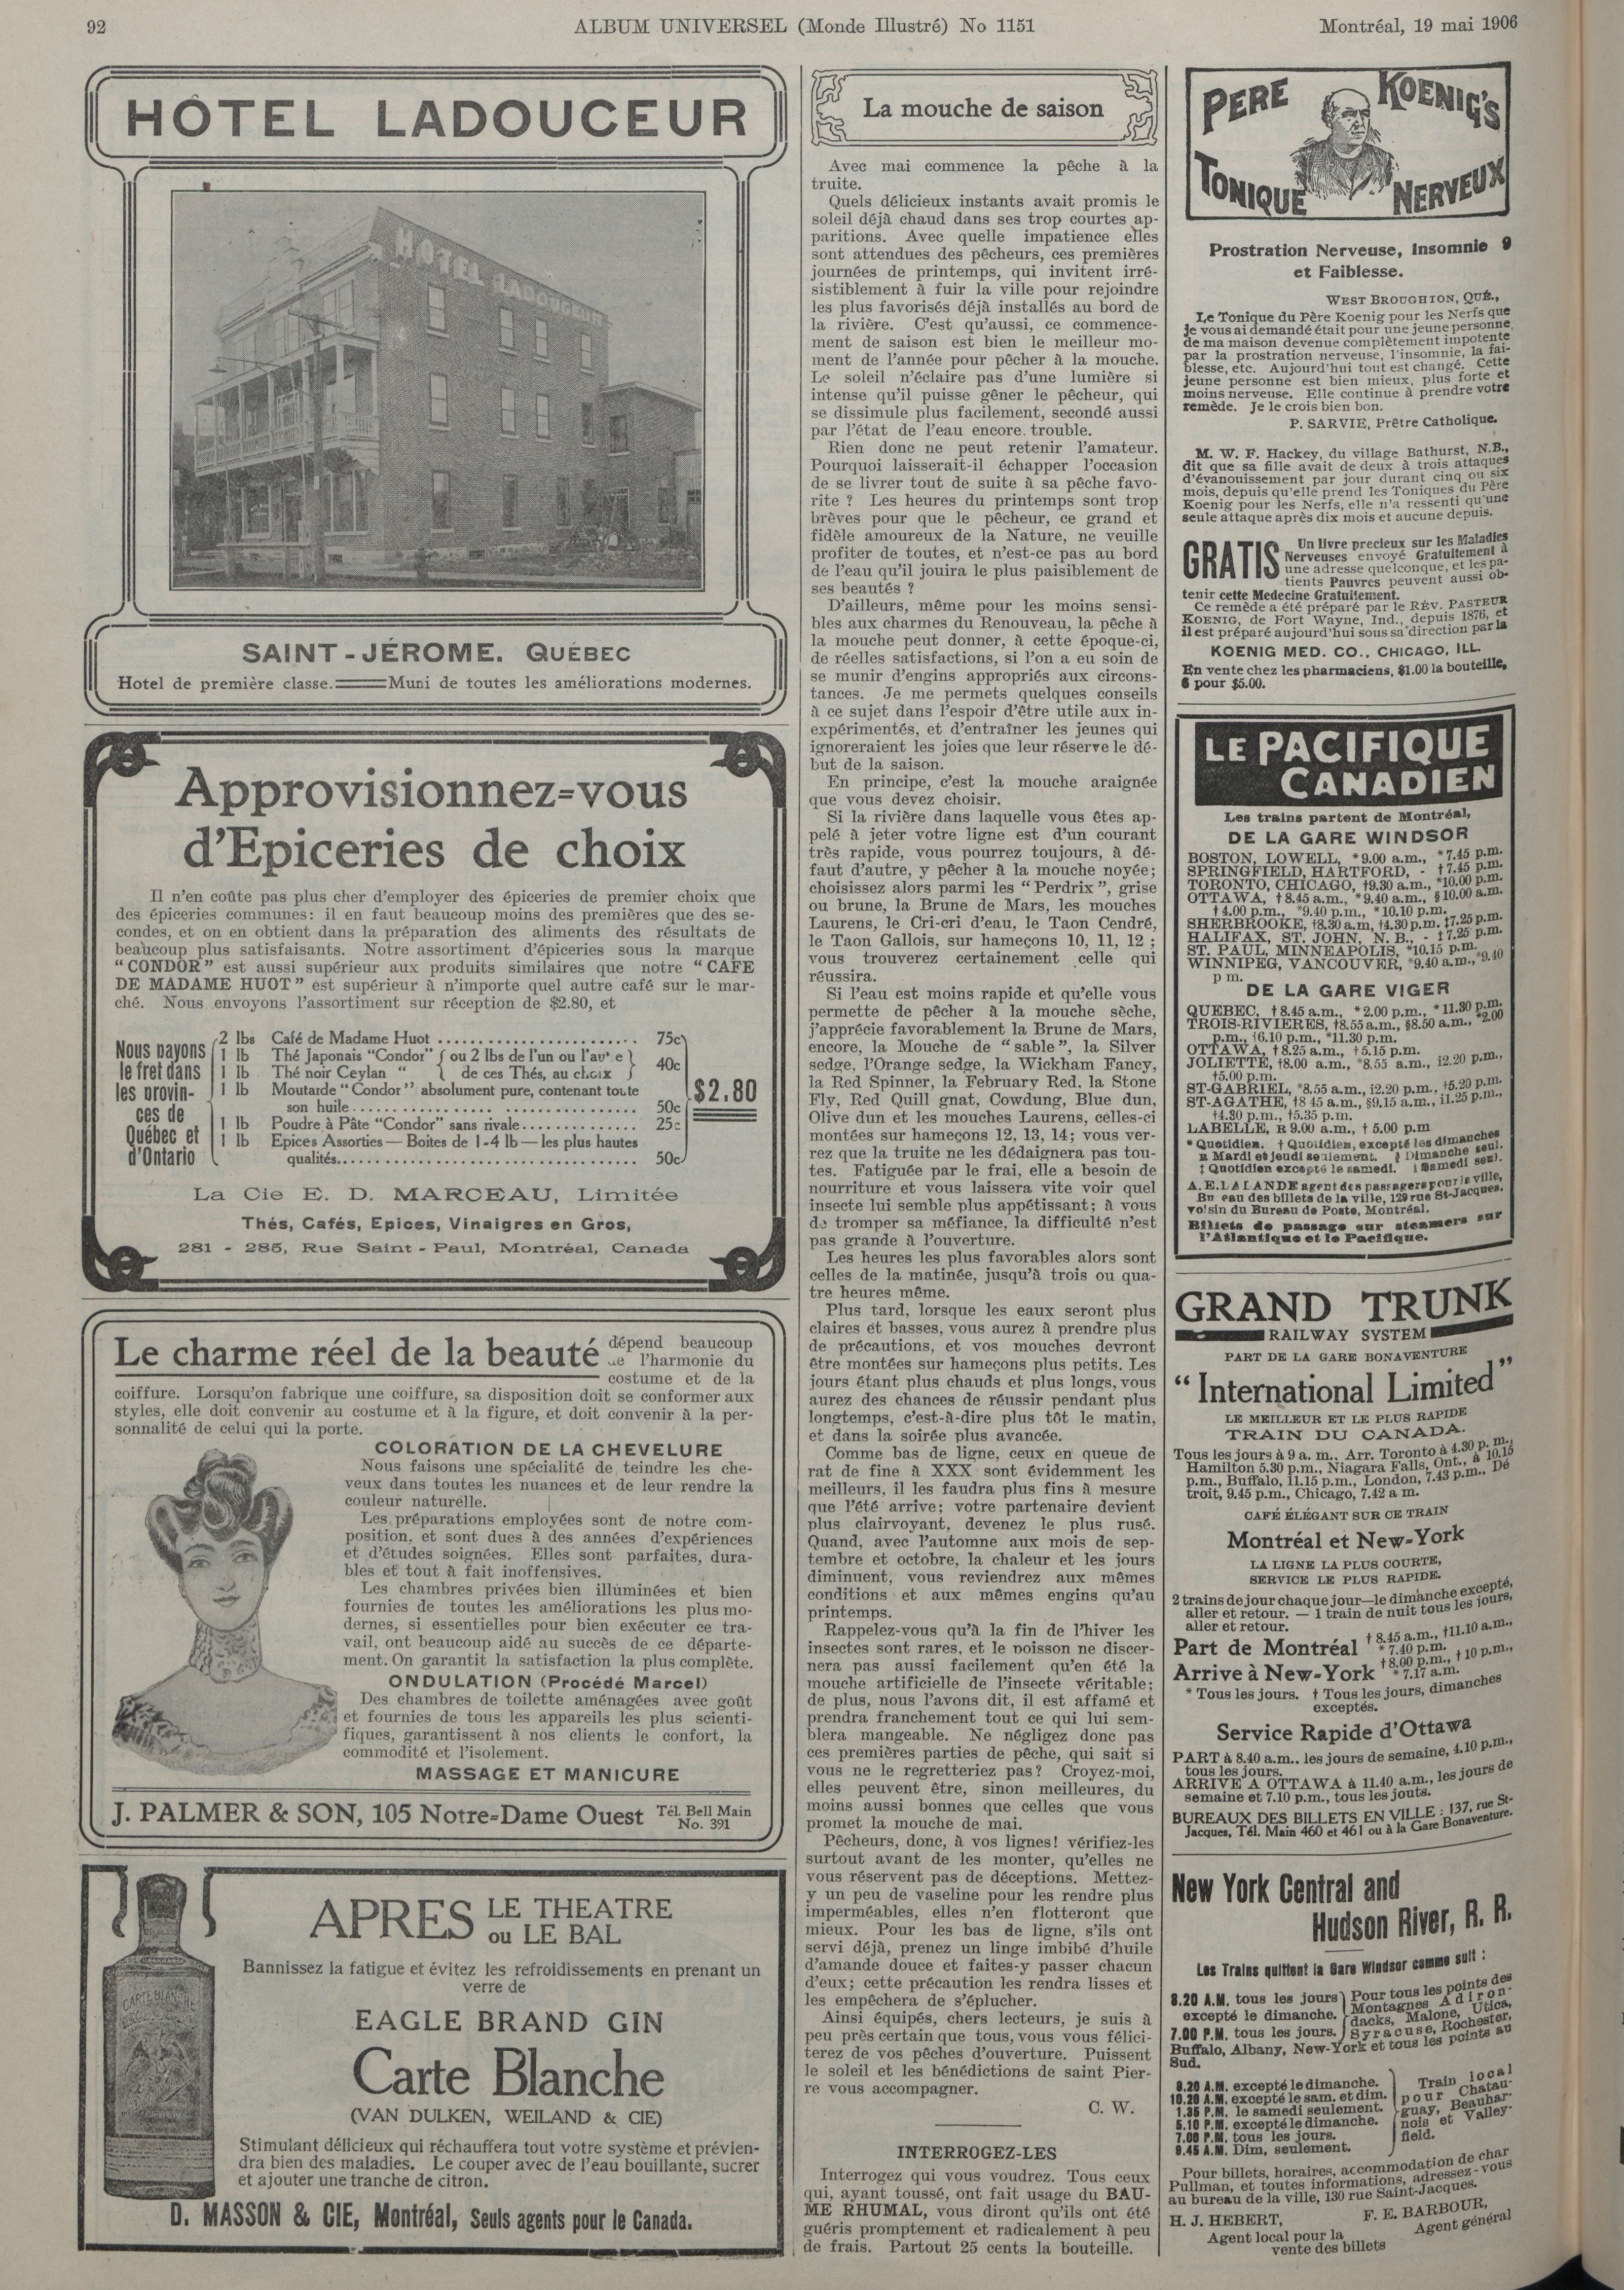 92
ALBUM UNIVERSEL (Monde Illustré) No 1151
Montréal, 19 mai 1906
HÔTEL LADOUCEUR
HOTEL LADOUCEUR
SAINT-JÉROME. QUÉBEC
Hotel de première classe.═══Muni de toutes les améliorations modernes.
Approvisionnez-vous
d'Epiceries de choix
Il n'en coûte pas plus cher d'employer des épiceries de premier choix que
des épiceries communes: il en faut beaucoup moins des premières que des se-
condes, et on en obtient dans la préparation des aliments des résultats de
beaucoup plus satisfaisants. Notre assortiment d'épiceries sous la marque
"CONDOR" est aussi supérieur aux produits similaires que notre "CAFE
DE MADAME HUOT" est supérieur à n'importe quel autre café sur le mar-
ché. Nous envoyons l'assortiment sur réception de $2.80, et
Nous payons
le fret dans
les provin-
ces de
Québec et
d'Ontario
2 lbs Café de Madame Huot ........................ 75c
1 lb Thé Japonais "Condor" { ou 2 lbs de l'un ou l'autre }
1 lb Thé noir Ceylan " { de ces Thés, au choix } 40c
1 lb Moutarde "Condor" absolument pure, contenant toute
son huile................. .................. 50c
1 lb Poudre à Pâte "Condor" sans rivale............... 25c
1 lb Epices Assorties—Boites de 1-4 lb—les plus hautes
qualités........................................ 50c
$2.80
La Cie E. D. MARCEAU, Limitée
Thés, Cafés, Epices, Vinaigres en Gros,
281 - 285, Rue Saint-Paul, Montréal, Canada
Le charme réel de la beauté dépend beaucoup
de l'harmonie du
costume et de la
coiffure. Lorsqu'on fabrique une coiffure, sa disposition doit se conformer aux
styles, elle doit convenir au costume et à la figure, et doit convenir à la per-
sonnalité de celui qui la porte.
COLORATION DE LA CHEVELURE
Nous faisons une spécialité de teindre les che-
veux dans toutes les nuances et de leur rendre la
couleur naturelle.
Les préparations employées sont de notre com-
position, et sont dues à des années d'expériences
et d'études soignées. Elles sont parfaites, dura-
bles et tout à fait inoffensives.
Les chambres privées bien illuminées et bien
fournies de toutes les améliorations les plus mo-
dernes, si essentielles pour bien exécuter ce tra-
vail, ont beaucoup aidé au succès de ce départe-
ment. On garantit la satisfaction la plus complète.
ONDULATION (Procédé Marcel)
Des chambres de toilette aménagées avec goût
et fournies de tous les appareils les plus scienti-
fiques, garantissent à nos clients le confort, la
commodité et l'isolement.
MASSAGE ET MANICURE
J. PALMER & SON, 105 Notre-Dame Ouest Tél. Bell Main
No. 391
CARTE BLANCHE
APRES LE THEATRE
ou LE BAL
Bannissez la fatigue et évitez les refroidissements en prenant un
verre de
EAGLE BRAND GIN
Carte Blanche
(VAN DULKEN, WEILAND & CIE)
Stimulant délicieux qui réchauffera tout votre système et prévien-
dra bien des maladies. Le couper avec de l'eau bouillante, sucrer
et ajouter une tranche de citron.
D. MASSON & CIE, Montréal, Seuls agents pour le Canada.
La mouche de saison
Avec mai commence la pêche à la
truite.
Quels délicieux instants avait promis le
soleil déjà chaud dans ses trop courtes ap-
paritions. Avec quelle impatience elles
sont attendues des pêcheurs, ces premières
journées de printemps, qui invitent irré-
sistiblement à fuir la ville pour rejoindre
les plus favorisés déjà installés au bord de
la rivière. C'est qu'aussi, ce commence-
ment de saison est bien le meilleur mo-
ment de l'année pour pêcher à la mouche.
Le soleil n'éclaire pas d'une lumière si
intense qu'il puisse gêner le pêcheur, qui
se dissimule plus facilement, secondé aussi
par l'état de l'eau encore trouble.
Rien donc ne peut retenir l'amateur.
Pourquoi laisserait-il échapper l'occasion
de se livrer tout de suite à sa pêche favo-
rite ? Les heures du printemps sont trop
brèves pour que le pêcheur, ce grand et
fidèle amoureux de la Nature, ne veuille
profiter de toutes, et n'est-ce pas au bord
de l'eau qu'il jouira le plus paisiblement de
ses beautés ?
D'ailleurs, même pour les moins sensi-
bles aux charmes du Renouveau, la pêche à
la mouche peut donner, à cette époque-ci,
de réelles satisfactions, si l'on a eu soin de
se munir d'engins appropriés aux circons-
tances. Je me permets quelques conseils
à ce sujet dans l'espoir d'être utile aux in-
expérimentés, et d'entraîner les jeunes qui
ignoreraient les joies que leur réserve le dé-
but de la saison.
En principe, c'est la mouche araignée
que vous devez choisir.
Si la rivière dans laquelle vous êtes ap-
pelé à jeter votre ligne est d'un courant
très rapide, vous pourrez toujours, à dé-
faut d'autre, y pêcher à la mouche noyée;
choisissez alors parmi les "Perdrix", grise
ou brune, la Brune de Mars, les mouches
Laurens, le Cri-cri d'eau, le Taon Cendré,
le Taon Gallois, sur hameçons 10, 11, 12 ;
vous trouverez certainement celle qui
réussira.
Si l'eau est moins rapide et qu'elle vous
permette de pêcher à la mouche sèche,
j'apprécie favorablement la Brune de Mars,
encore, la Mouche de "sable", la Silver
sedge, l'Orange sedge, la Wickham Fancy,
la Red Spinner, la February Red, la Stone
Fly, Red Quill gnat, Cowdung, Blue dun,
Olive dun et les mouches Laurens, celles-ci
montées sur hameçons 12, 13, 14; vous ver-
rez que la truite ne les dédaignera pas tou-
tes. Fatiguée par le frai, elle a besoin de
nourriture et vous laissera vite voir quel
insecte lui semble plus appétissant; à vous
de tromper sa méfiance, la difficulté n'est
pas grande à l'ouverture.
Les heures les plus favorables alors sont
celles de la matinée, jusqu'à trois ou qua-
tre heures même.
Plus tard, lorsque les eaux seront plus
claires et basses, vous aurez à prendre plus
de précautions, et vos mouches devront
être montées sur hameçons plus petits. Les
jours étant plus chauds et plus longs, vous
aurez des chances de réussir pendant plus
longtemps, c'est-à-dire plus tôt le matin,
et dans la soirée plus avancée.
Comme bas de ligne, ceux en queue de
rat de fine à XXX sont évidemment les
meilleurs, il les faudra plus fins à mesure
que l'été arrive; votre partenaire devient
plus clairvoyant, devenez le plus rusé.
Quand, avec l'automne aux mois de sep-
tembre et octobre, la chaleur et les jours
diminuent, vous reviendrez aux mêmes
conditions et aux mêmes engins qu'au
printemps.
Rappelez-vous qu'à la fin de l'hiver les
insectes sont rares, et le poisson ne discer-
nera pas aussi facilement qu'en été la
mouche artificielle de l'insecte véritable;
de plus, nous l'avons dit, il est affamé et
prendra franchement tout ce qui lui sem-
blera mangeable. Ne négligez donc pas
ces premières parties de pêche, qui sait si
vous ne le regretteriez pas? Croyez-moi,
elles peuvent être, sinon meilleures, du
moins aussi bonnes que celles que vous
promet la mouche de mai.
Pêcheurs, donc, à vos lignes! vérifiez-les
surtout avant de les monter, qu'elles ne
vous réservent pas de déceptions. Mettez-
y un peu de vaseline pour les rendre plus
imperméables, elles n'en flotteront que
mieux. Pour les bas de ligne, s'ils ont
servi déjà, prenez un linge imbibé d'huile
d'amande douce et faites-y passer chacun
d'eux; cette précaution les rendra lisses et
les empêchera de s'éplucher.
Ainsi équipés, chers lecteurs, je suis à
peu près certain que tous, vous vous félici-
terez de vos pêches d'ouverture. Puissent
le soleil et les bénédictions de saint Pier-
re vous accompagner.
C. W.
INTERROGEZ-LES
Interrogez qui vous voudrez. Tous ceux
qui, ayant toussé, ont fait usage du BAU-
ME RHUMAL, vous diront qu'ils ont été
guéris promptement et radicalement à peu
de frais. Partout 25 cents la bouteille.
PERE KOENIG'S
TONIQUE NERVEUX
Prostration Nerveuse, Insomnie 9
et Faiblesse.
WEST BROUGHTON, QUÉ.,
Le Tonique du Père Koenig pour les Nerfs que
je vous ai demandé était pour une jeune personne
de ma maison devenue complètement impotente
par la prostration nerveuse, l'insomnie, la fai-
blesse, etc. Aujourd'hui tout est changé. Cette
jeune personne est bien mieux, plus forte et
moins nerveuse. Elle continue à prendre votre
remède. Je le crois bien bon.
P. SARVIE, Prêtre Catholique.
M. W. F. Hackey, du village Bathurst, N.B.,
dit que sa fille avait de deux à trois attaques
d'évanouissement par jour durant cinq ou six
mois, depuis qu'elle prend les Toniques du Père
Koenig pour les Nerfs, elle n'a ressenti qu'une
seule attaque après dix mois et aucune depuis.
GRATIS Un livre precieux sur les Maladies
Nerveuses envoyé Gratuitement à
une adresse quelconque, et les pa-
tients Pauvres peuvent aussi ob-
tenir cette Medecine Gratuitement.
Ce remède a été préparé par le RÉV. PASTEUR
KOENIG, de Fort Wayne, Ind., depuis 1876, et
il est préparé aujourd'hui sous sa direction par la
KOENIG MED. CO., CHICAGO, ILL.
En vente chez les pharmaciens, $1.00 la bouteille,
6 pour $5.00.
LE PACIFIQUE
CANADIEN
Les trains partent de Montréal,
DE LA GARE WINDSOR
BOSTON, LOWELL, *9.00 a.m., *7.45 p.m.
SPRINGFIELD, HARTFORD, - †7.45 p.m.
TORONTO, CHICAGO, †9.30 a.m., *10.00 p.m.
OTTAWA, †8.45 a.m., *9.40 a.m., §10.00 a.m.
†4.00 p.m., *9.40 p.m., *10.10 p.m.
SHERBROOKE, †8.30 a.m, †4.30 p.m. ‡7.25 p.m.
HALIFAX, ST. JOHN, N. B., - ‡7.25 p.m.
ST. PAUL, MINNEAPOLIS, *10.15 p.m.
WINNIPEG, VANCOUVER, *9.40 a.m., *9.40
p m.
DE LA GARE VIGER
QUEBEC, †8.45 a.m., *2.00 p.m., *11.30 p.m.
TROIS-RIVIERES, †8.55 a.m., §8.50 a.m., *2.00
p.m., †6.10 p.m., *11.30 p.m.
OTTAWA, †8.25 a.m., †5.15 p.m.
JOLIETTE, †8.00 a.m., *8.55 a.m., i2.20 p.m.,
†5.00 p.m.
ST-GABRIEL, *8.55 a.m., i2.20 p.m., †5.20 p.m.
ST-AGATHE, †8 45 a.m., §9.15 a.m., i1.25 p.m.,
†4.30 p.m., †5.35 p.m.
LABELLE, R 9.00 a.m., † 5.00 p.m
* Quotidien. † Quotidien, excepté les dimanches
R Mardi et jeudi seulement. § Dimanche seul.
‡ Quotidien excepté le samedi. i Samedi seul.
A. E. LALANDE agent des passagers pour la ville,
Bu eau des billets de la ville, 129 rue St-Jacques,
voisin du Bureau de Poste, Montréal.
Billets de passage sur steamers sur
l'Atlantique et le Pacifique.
GRAND TRUNK
RAILWAY SYSTEM
PART DE LA GARE BONAVENTURE
"International Limited"
LE MEILLEUR ET LE PLUS RAPIDE
TRAIN DU CANADA.
Tous les jours à 9 a. m., Arr. Toronto à 4.30 p. m.,
Hamilton 5.30 p.m., Niagara Falls, Ont., à 10.15
p.m., Buffalo, 11.15 p.m., London, 7.43 p.m., Dé
troit, 9.45 p.m., Chicago, 7.42 a m.
CAFÉ ÉLÉGANT SUR CE TRAIN
Montréal et New-York
LA LIGNE LA PLUS COURTE,
SERVICE LE PLUS RAPIDE.
2 trains de jour chaque jour—le dimanche excepté,
aller et retour. — 1 train de nuit tous les jours,
aller et retour.
Part de Montréal † 8.45 a.m., †11.10 a.m.,
* 7.40 p.m.
Arrive à New-York †8.00 p.m., †10 p.m.,
* 7.17 a.m.
* Tous les jours. † Tous les jours, dimanches
exceptés.
Service Rapide d'Ottawa
PART à 8.40 a.m., les jours de semaine, 4.10 p.m.,
tous les jours.
ARRIVE A OTTAWA à 11.40 a.m., les jours de
semaine et 7.10 p.m., tous les jours.
BUREAUX DES BILLETS EN VILLE : 137, rue St-
Jacques, Tél. Main 460 et 461 ou à la Gare Bonaventure.
New York Central and
Hudson River, R. R.
Les Trains quittent la Gare Windsor comme suit :
8.20 A.M. tous les jours
excepté le dimanche.
7.00 P.M. tous les jours.
Pour tous les points des
Montagnes Adiron-
dacks, Malone, Utica,
Syracuse, Rochester,
Buffalo, Albany, New-York et tous les points au
Sud.
8.20 A.M. excepté le dimanche.
10.20 A.M. excepté le sam. et dim.
1.35 P.M. le samedi seulement.
5.10 P.M. excepté le dimanche.
7.00 P.M. tous les jours.
9.45 A.M. Dim, seulement.
Train local
pour Chatau-
guay, Beauhar-
nois et Valley-
field.
Pour billets, horaires, accommodation de char
Pullman, et toutes informations, adressez-vous
au bureau de la ville, 130 rue Saint-Jacques.
H. J. HEBERT, F. E. BARBOUR,
Agent local pour la Agent général
vente des billets